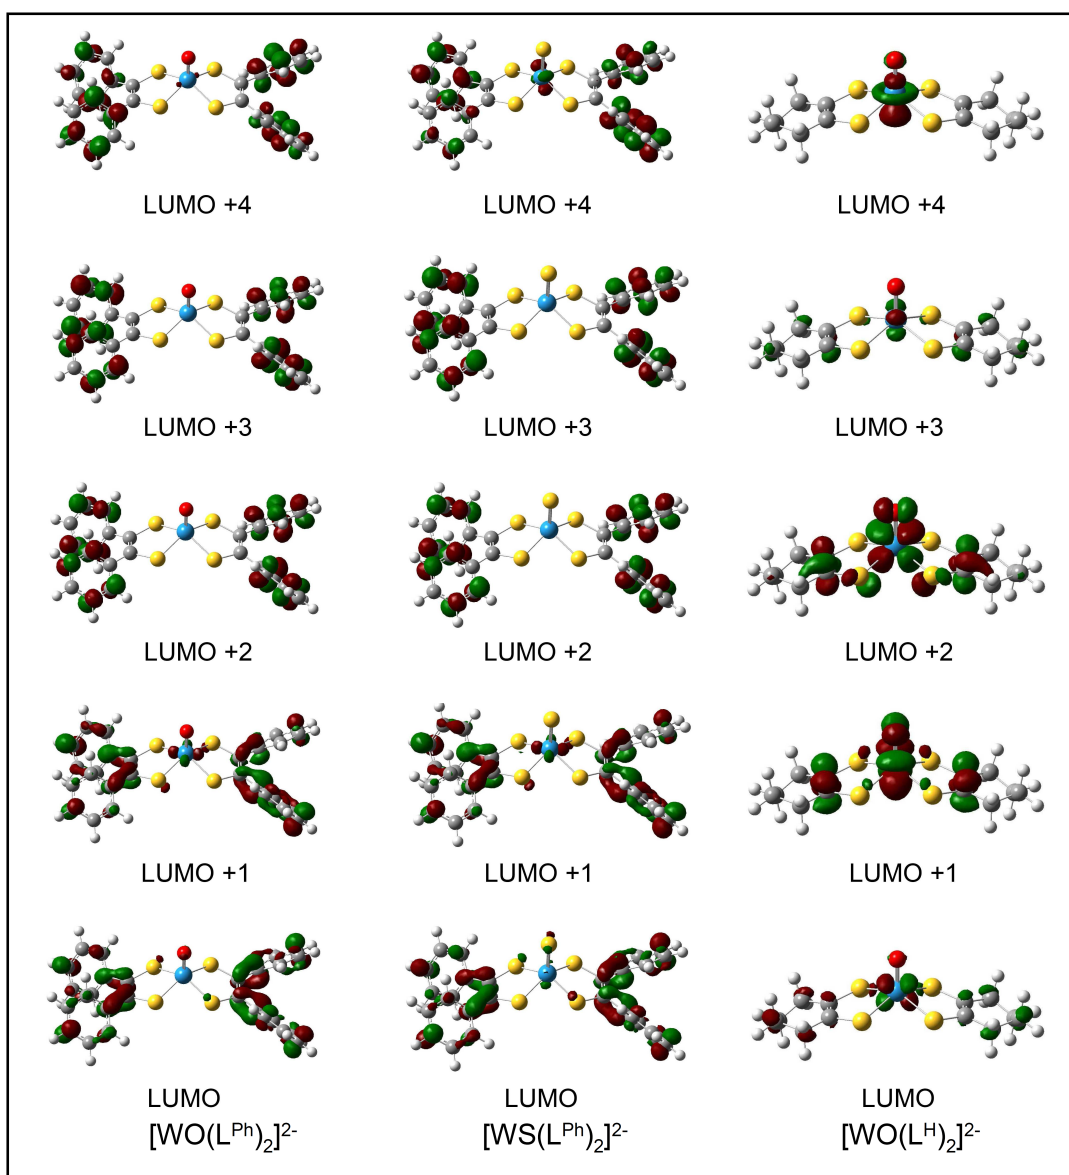 LUMO +4 LUMO +4 LUMO +4
LUMO +3 LUMO +3 LUMO +3
LUMO +2 LUMO +2 LUMO +2
LUMO +1 LUMO +1 LUMO +1
LUMO LUMO LUMO
[WO(L^Ph)₂]²⁻ [WS(L^Ph)₂]²⁻ [WO(L^H)₂]²⁻